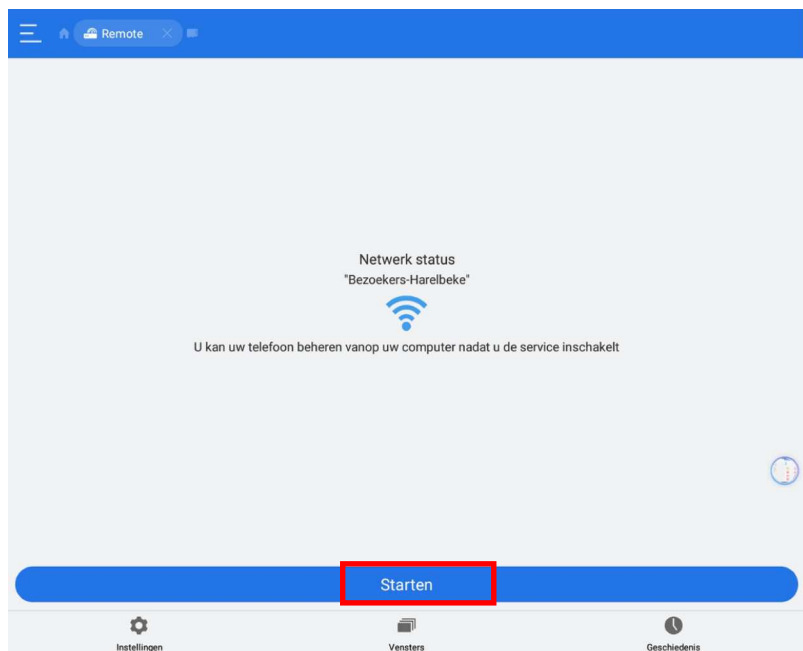 Remote
Netwerk status
"Bezoekers-Harelbeke"
U kan uw telefoon beheren vanop uw computer nadat u de service inschakelt
Starten
Instellingen
Vensters
Geschiedenis